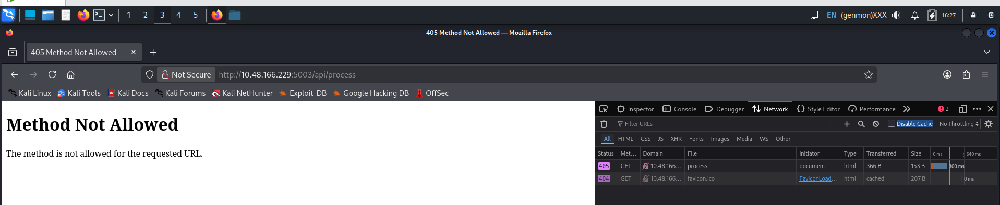 1 2 3 4 5 EN (genmon)XXX 16:27
405 Method Not Allowed — Mozilla Firefox
405 Method Not Allowed
Not Secure http://10.48.166.229:5003/api/process
Kali Linux Kali Tools Kali Docs Kali Forums Kali NetHunter Exploit-DB Google Hacking DB OffSec
Method Not Allowed
The method is not allowed for the requested URL.
Inspector Console Debugger Network Style Editor Performance 2
Filter URLs Disable Cache No Throttling
All HTML CSS JS XHR Fonts Images Media WS Other
Status Met... Domain File Initiator Type Transferred Size 0 ms 640 ms
405 GET 10.48.166... process document html 366 B 153 B 300 ms
404 GET 10.48.166... favicon.ico FaviconLoad... html cached 207 B 0 ms